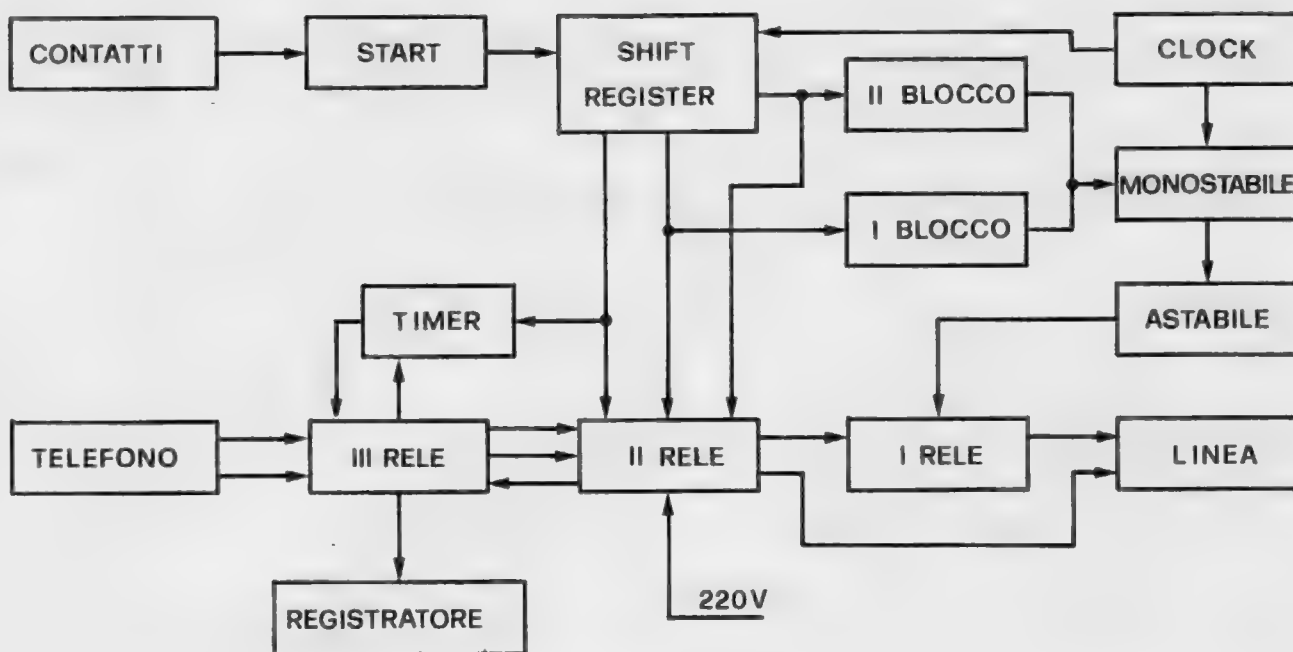 CONTATTI
START
SHIFT
REGISTER
CLOCK
II BLOCCO
MONOSTABILE
I BLOCCO
TIMER
ASTABILE
TELEFONO
III RELE
II RELE
I RELE
LINEA
220V
REGISTRATORE